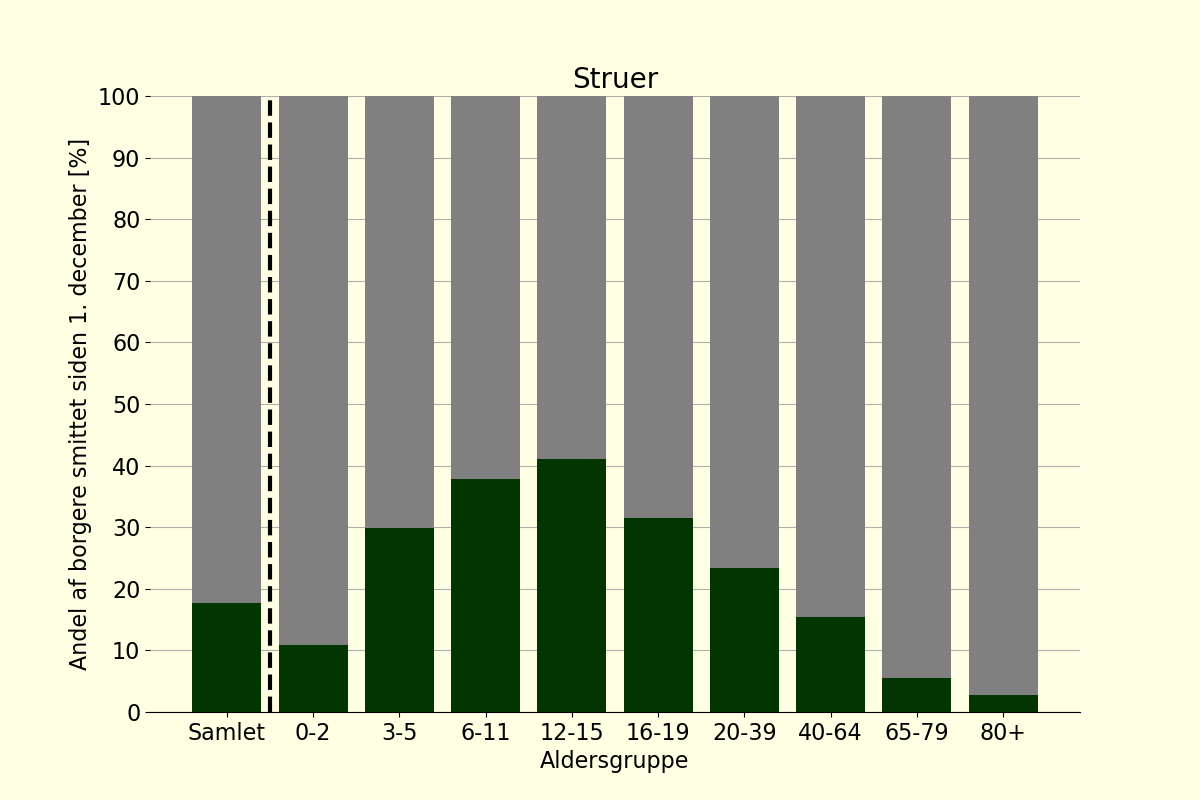 Struer
Andel af borgere smittet siden 1. december [%]
100
90
80
70
60
50
40
30
20
10
0
Samlet 0-2 3-5 6-11 12-15 16-19 20-39 40-64 65-79 80+
Aldersgruppe